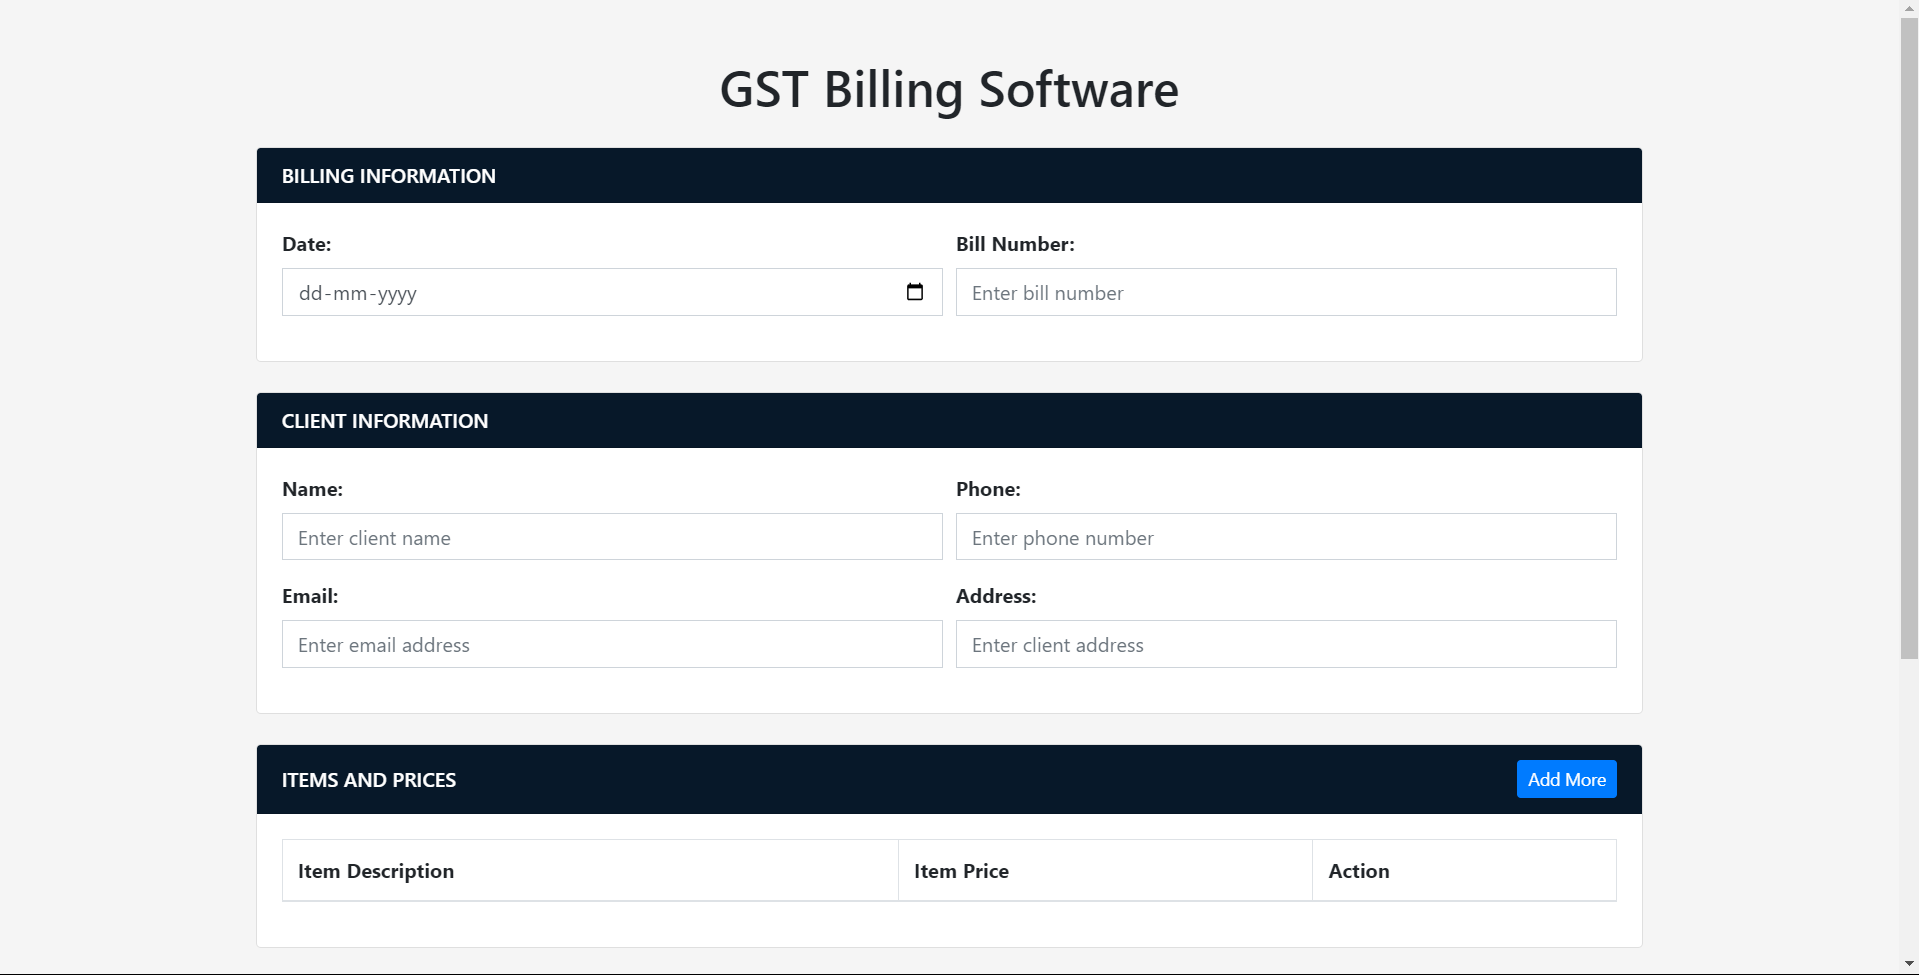 GST Billing Software
BILLING INFORMATION
Date: Bill Number:
dd-mm-yyyy Enter bill number
CLIENT INFORMATION
Name: Phone:
Enter client name Enter phone number
Email: Address:
Enter email address Enter client address
ITEMS AND PRICES Add More
Item Description Item Price Action